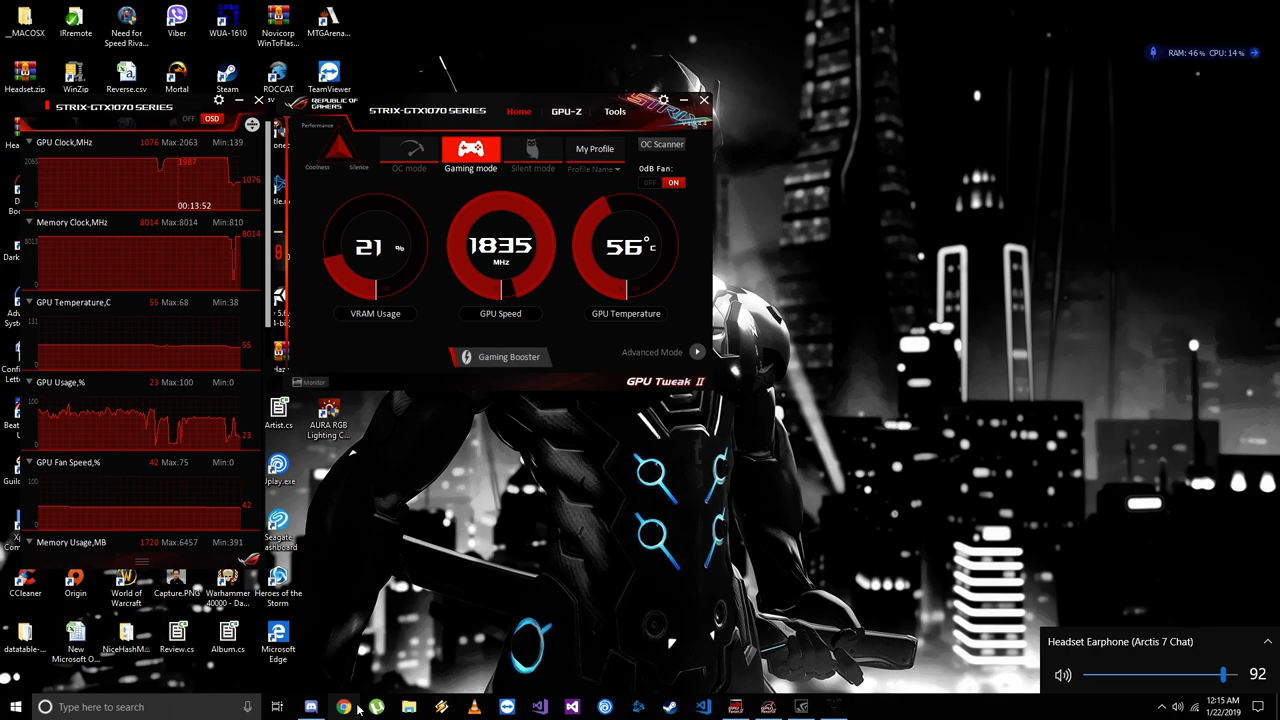 __MACOSX
IRremote
Need for
Speed Riva...
Viber
WUA-1610
Novicorp
WinToFlas...
MTGArena...
Headset.zip
WinZip
Reverse.csv
Mortal
Steam
ROCCAT
TeamViewer
RAM: 46 % CPU: 14 %
STRIX-GTX1070 SERIES
OFF OSD
GPU Clock,MHz 1076 Max:2063 Min:139
2063
1987
1076
0
00:13:52
Memory Clock,MHz 8014 Max:8014 Min:810
8013
8014
0
GPU Temperature,C 55 Max:68 Min:38
131
55
0
GPU Usage,% 23 Max:100 Min:0
100
23
0
GPU Fan Speed,% 42 Max:75 Min:0
100
42
0
Memory Usage,MB 1720 Max:6457 Min:391
REPUBLIC OF
GAMERS
STRIX-GTX1070 SERIES
Home GPU-Z Tools
Performance
Coolness Silence
OC mode
Gaming mode
Silent mode
My Profile
Profile Name
OC Scanner
0dB Fan:
OFF ON
21 %
VRAM Usage
1835
MHz
GPU Speed
56°C
GPU Temperature
Gaming Booster
Advanced Mode
Monitor
GPU Tweak II
Artist.cs
AURA RGB
Lighting C...
Uplay.exe
Seagate
CCleaner
Origin
World of
Warcraft
Capture.PNG
Warhammer
40000 - Da...
Heroes of the
Storm
datatable-...
New
Microsoft O...
NiceHashM...
Review.cs
Album.cs
Microsoft
Edge
Headset Earphone (Arctis 7 Chat)
92
Type here to search
12:15 AM
1/22/2019